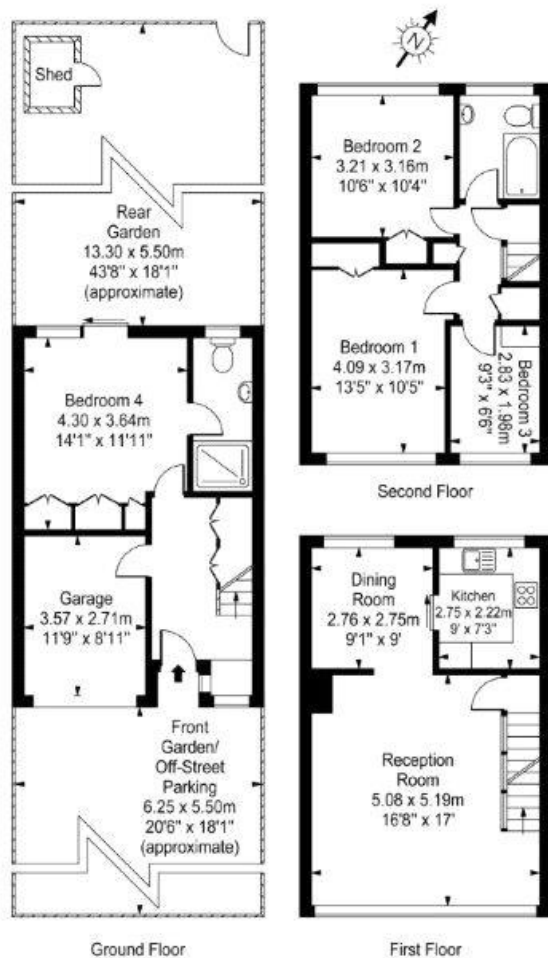 Shed
Rear
Garden
13.30 x 5.50m
43'8" x 18'1"
(approximate)
Bedroom 4
4.30 x 3.64m
14'1" x 11'11"
Garage
3.57 x 2.71m
11'9" x 8'11"
Front
Garden/
Off-Street
Parking
6.25 x 5.50m
20'6" x 18'1"
(approximate)
Ground Floor
N
Bedroom 2
3.21 x 3.16m
10'6" x 10'4"
Bedroom 1
4.09 x 3.17m
13'5" x 10'5"
Bedroom 3
2.83 x 1.98m
9'3" x 6'6"
Second Floor
Dining
Room
2.76 x 2.75m
9'1" x 9'
Kitchen
2.75 x 2.22m
9' x 7'3"
Reception
Room
5.08 x 5.19m
16'8" x 17'
First Floor